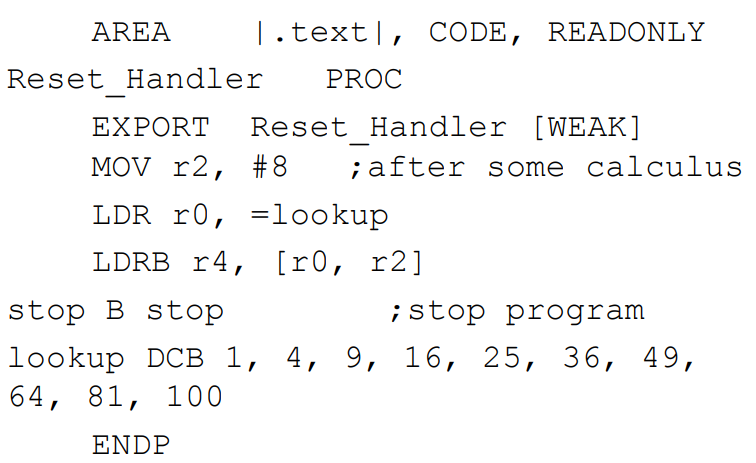 AREA |.text|, CODE, READONLY
Reset_Handler PROC
EXPORT Reset_Handler [WEAK]
MOV r2, #8 ;after some calculus
LDR r0, =lookup
LDRB r4, [r0, r2]
stop B stop ;stop program
lookup DCB 1, 4, 9, 16, 25, 36, 49,
64, 81, 100
ENDP